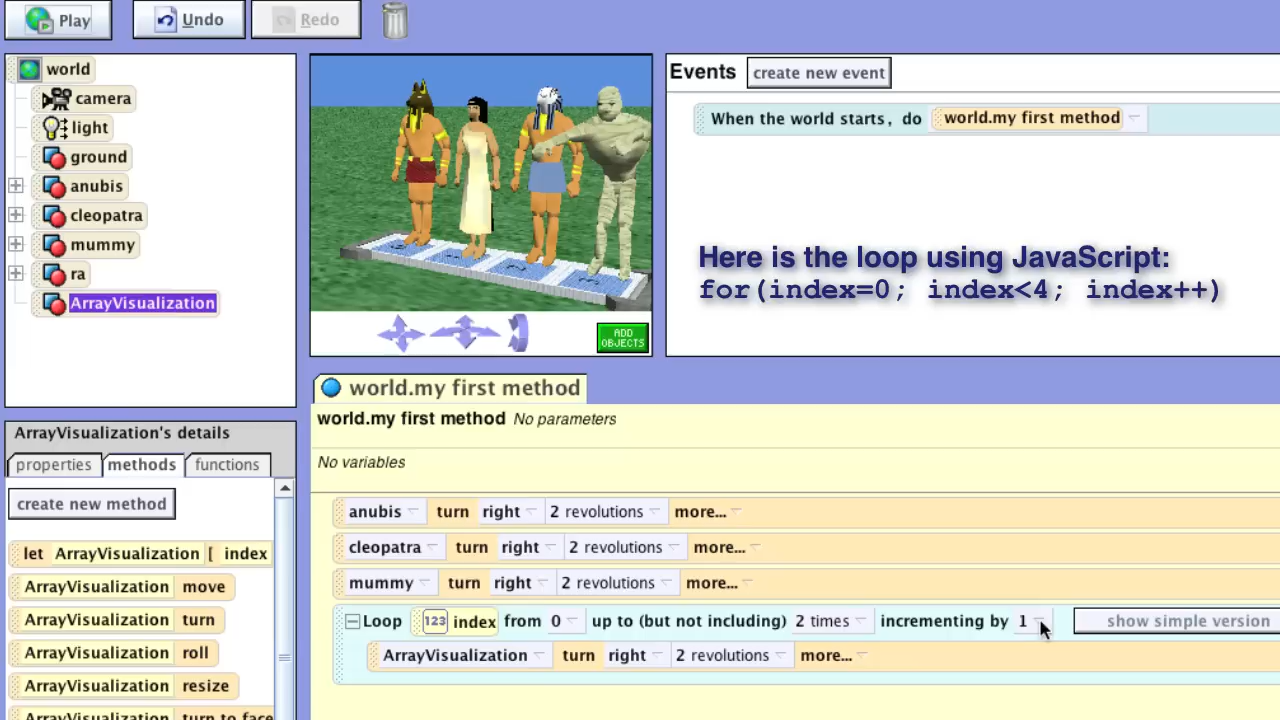 Play
Undo
Redo
world
camera
light
ground
anubis
cleopatra
mummy
ra
ArrayVisualization
ADD
OBJECTS
Events
create new event
When the world starts, do world.my first method
Here is the loop using JavaScript:
for(index=0; index<4; index++)
ArrayVisualization's details
properties methods functions
create new method
let ArrayVisualization [ index
ArrayVisualization move
ArrayVisualization turn
ArrayVisualization roll
ArrayVisualization resize
ArrayVisualization turn to face
world.my first method
world.my first method No parameters
No variables
anubis turn right 2 revolutions more...
cleopatra turn right 2 revolutions more...
mummy turn right 2 revolutions more...
Loop 123 index from 0 up to (but not including) 2 times incrementing by 1 show simple version
ArrayVisualization turn right 2 revolutions more...